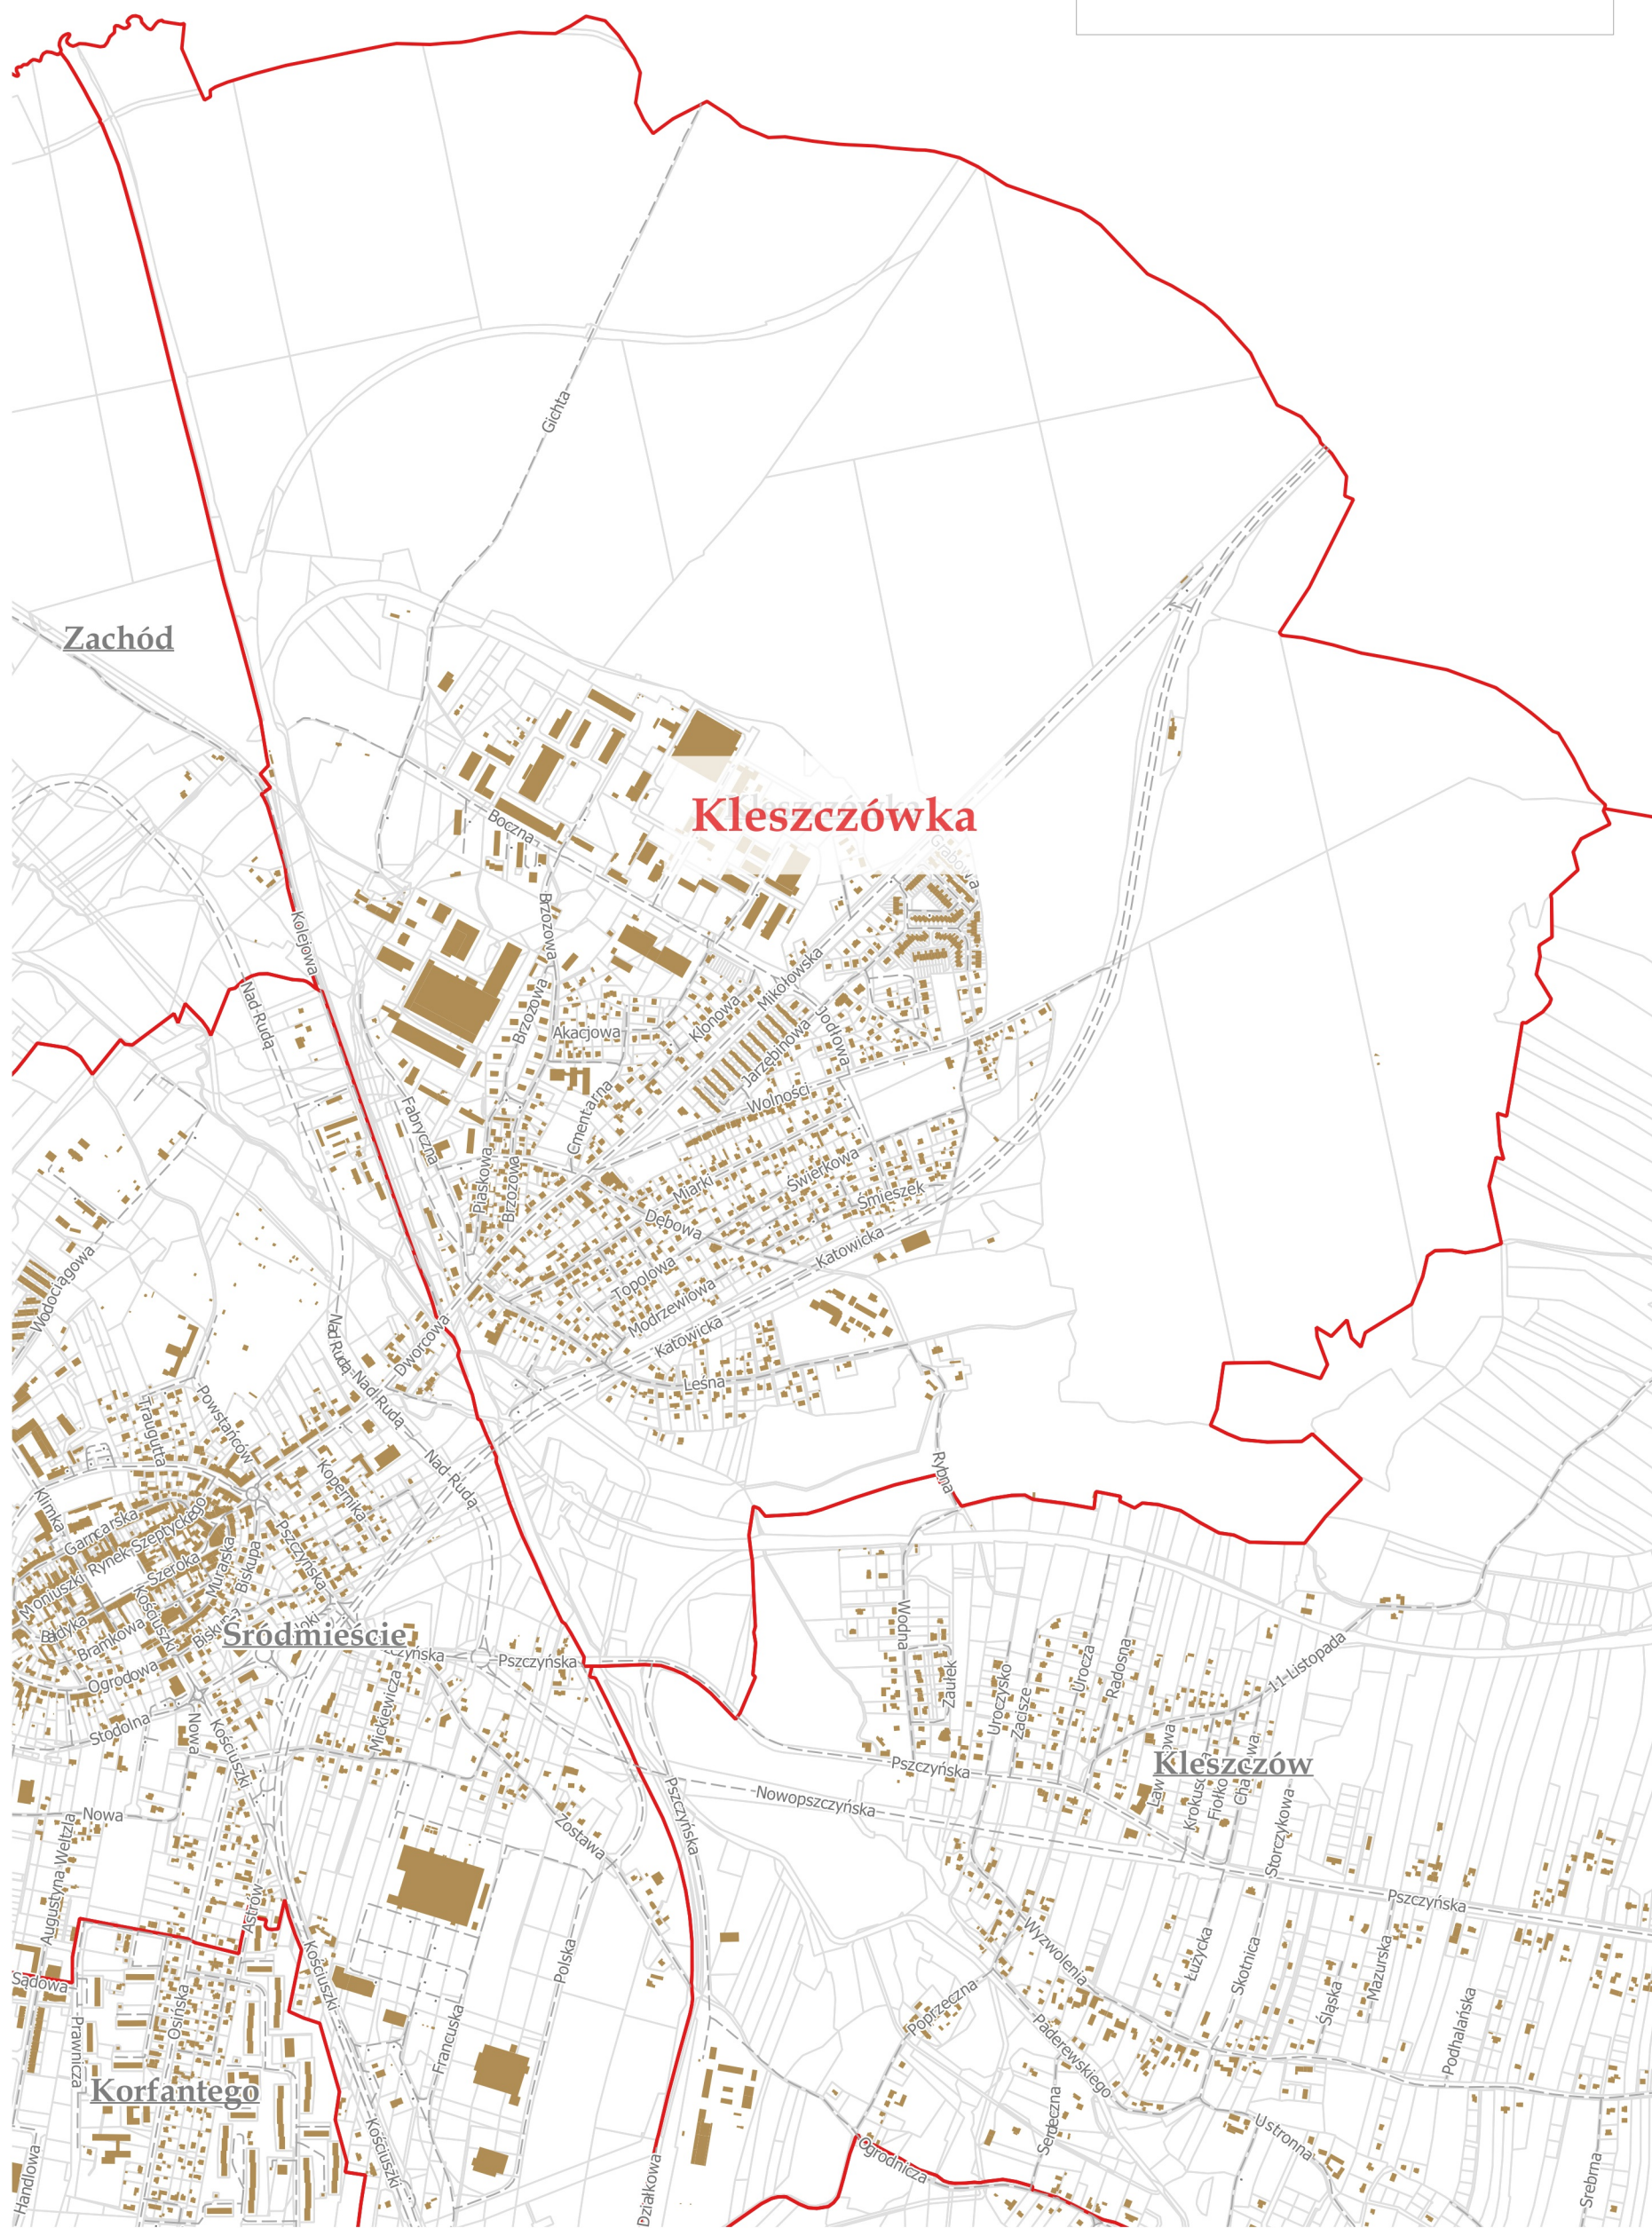 Gichta
Zachód
Boczna
Kleszczówka
Grabowa
Kolejowa
Brzozowa
Nad Rudą
Mikołowska
Klonowa
Brzozowa
Akacjowa
Jodłowa
Jarzębinowa
Fabryczna
Cmentarna
Wolności
Piaskowa
Brzozowa
Miarki
Świerkowa
Śmieszek
Dębowa
Katowicka
Wodociągowa
Topolowa
Modrzewiowa
Nad Rudą
Dworcowa
Katowicka
Nad Rudą
Leśna
Traugutta
Powstańców
Nad Rudą
Kopernika
Rybna
Klimka
Garncarska
Rynek
Szeptyckiego
Pszczyńska
Szeroka
Murarska
Biskupa
Moniuszki
Kościuszki
Bramkowa
Śródmieście
Pszczyńska
Ogrodowa
Mickiewicza
Wodna
Zaułek
Uroczysko
Zacisze
Urocza
Radosna
11-Listopada
Stodolna
Nowa
Kościuszki
Pszczyńska
Kleszczów
Nowopszczyńska
Pszczyńska
Storczykowa
Nowa
Zostawa
Augustyna Weltzla
Astrów
Pszczyńska
Sądowa
Kościuszki
Polska
Wyzwolenia
Łużycka
Skotnica
Mazurska
Śląska
Prawnicza
Osińska
Francuska
Poprzeczna
Paderewskiego
Podhalańska
Korfantego
Kościuszki
Serdeczna
Ustronna
Handlowa
Działkowa
Ogrodnicza
Srebrna